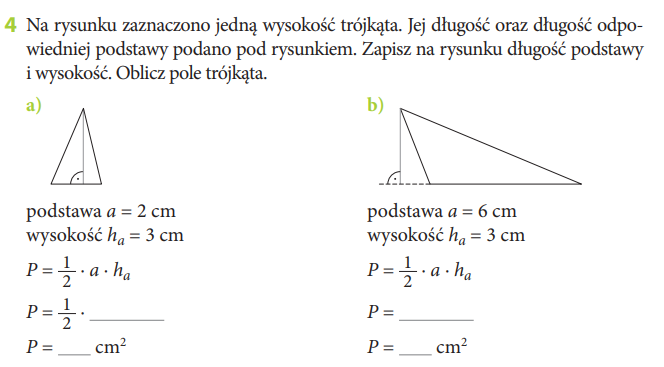 4 Na rysunku zaznaczono jedną wysokość trójkąta. Jej długość oraz długość odpo-
wiedniej podstawy podano pod rysunkiem. Zapisz na rysunku długość podstawy
i wysokość. Oblicz pole trójkąta.
a)
podstawa a = 2 cm
wysokość hₐ = 3 cm
P = 1/2 · a · hₐ
P = 1/2 · ________
P = ____ cm²
b)
podstawa a = 6 cm
wysokość hₐ = 3 cm
P = 1/2 · a · hₐ
P = ________
P = ____ cm²